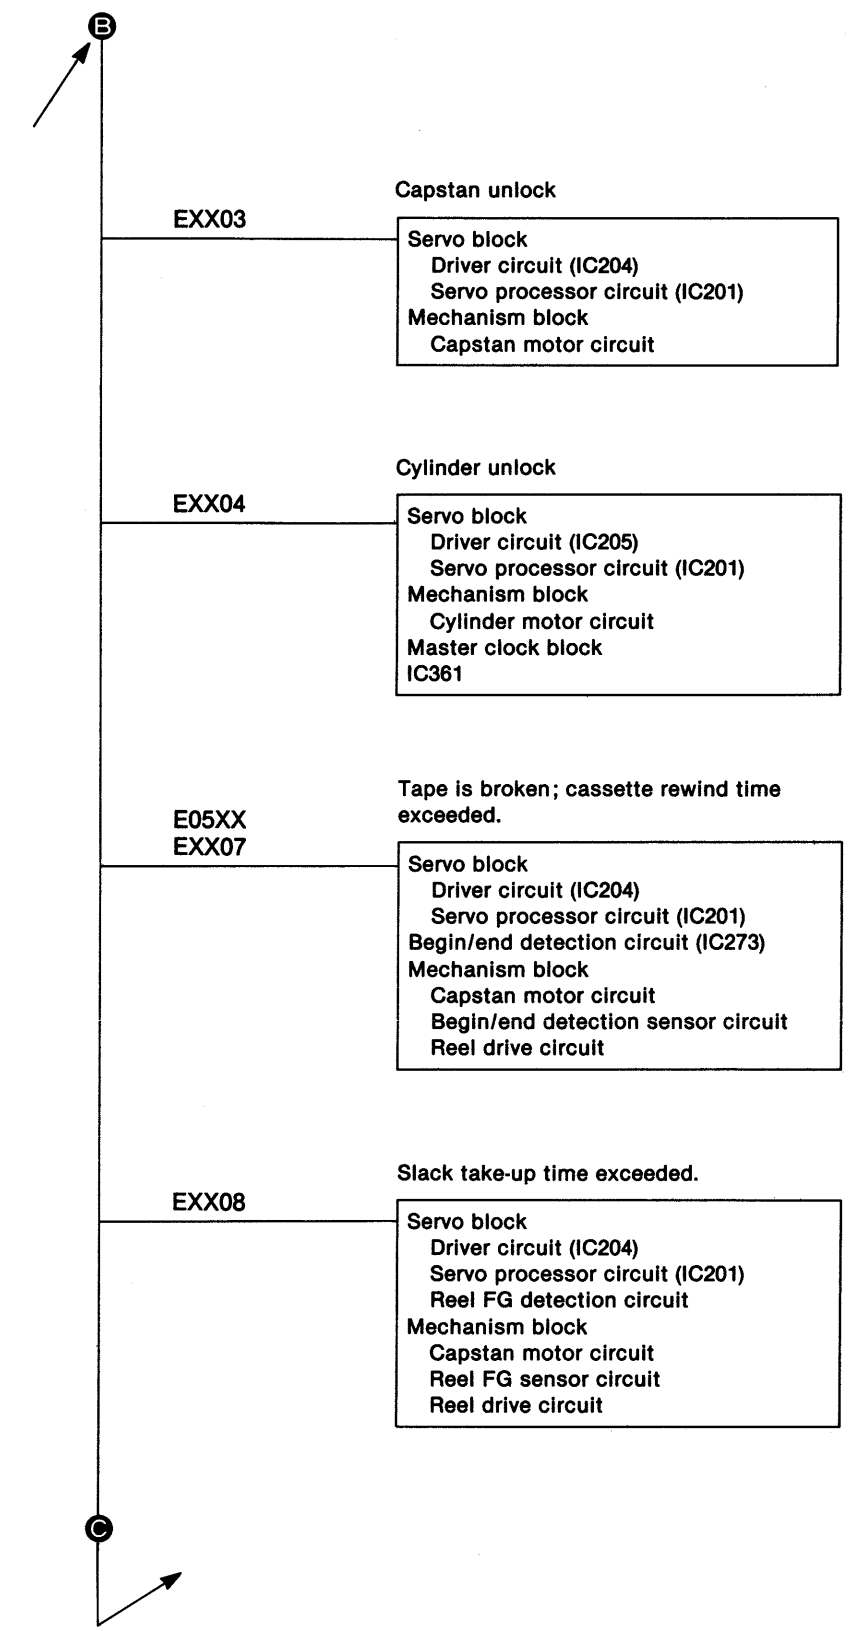 B
Capstan unlock
EXX03
Servo block
Driver circuit (IC204)
Servo processor circuit (IC201)
Mechanism block
Capstan motor circuit
Cylinder unlock
EXX04
Servo block
Driver circuit (IC205)
Servo processor circuit (IC201)
Mechanism block
Cylinder motor circuit
Master clock block
IC361
Tape is broken; cassette rewind time
exceeded.
E05XX
EXX07
Servo block
Driver circuit (IC204)
Servo processor circuit (IC201)
Begin/end detection circuit (IC273)
Mechanism block
Capstan motor circuit
Begin/end detection sensor circuit
Reel drive circuit
Slack take-up time exceeded.
EXX08
Servo block
Driver circuit (IC204)
Servo processor circuit (IC201)
Reel FG detection circuit
Mechanism block
Capstan motor circuit
Reel FG sensor circuit
Reel drive circuit
C